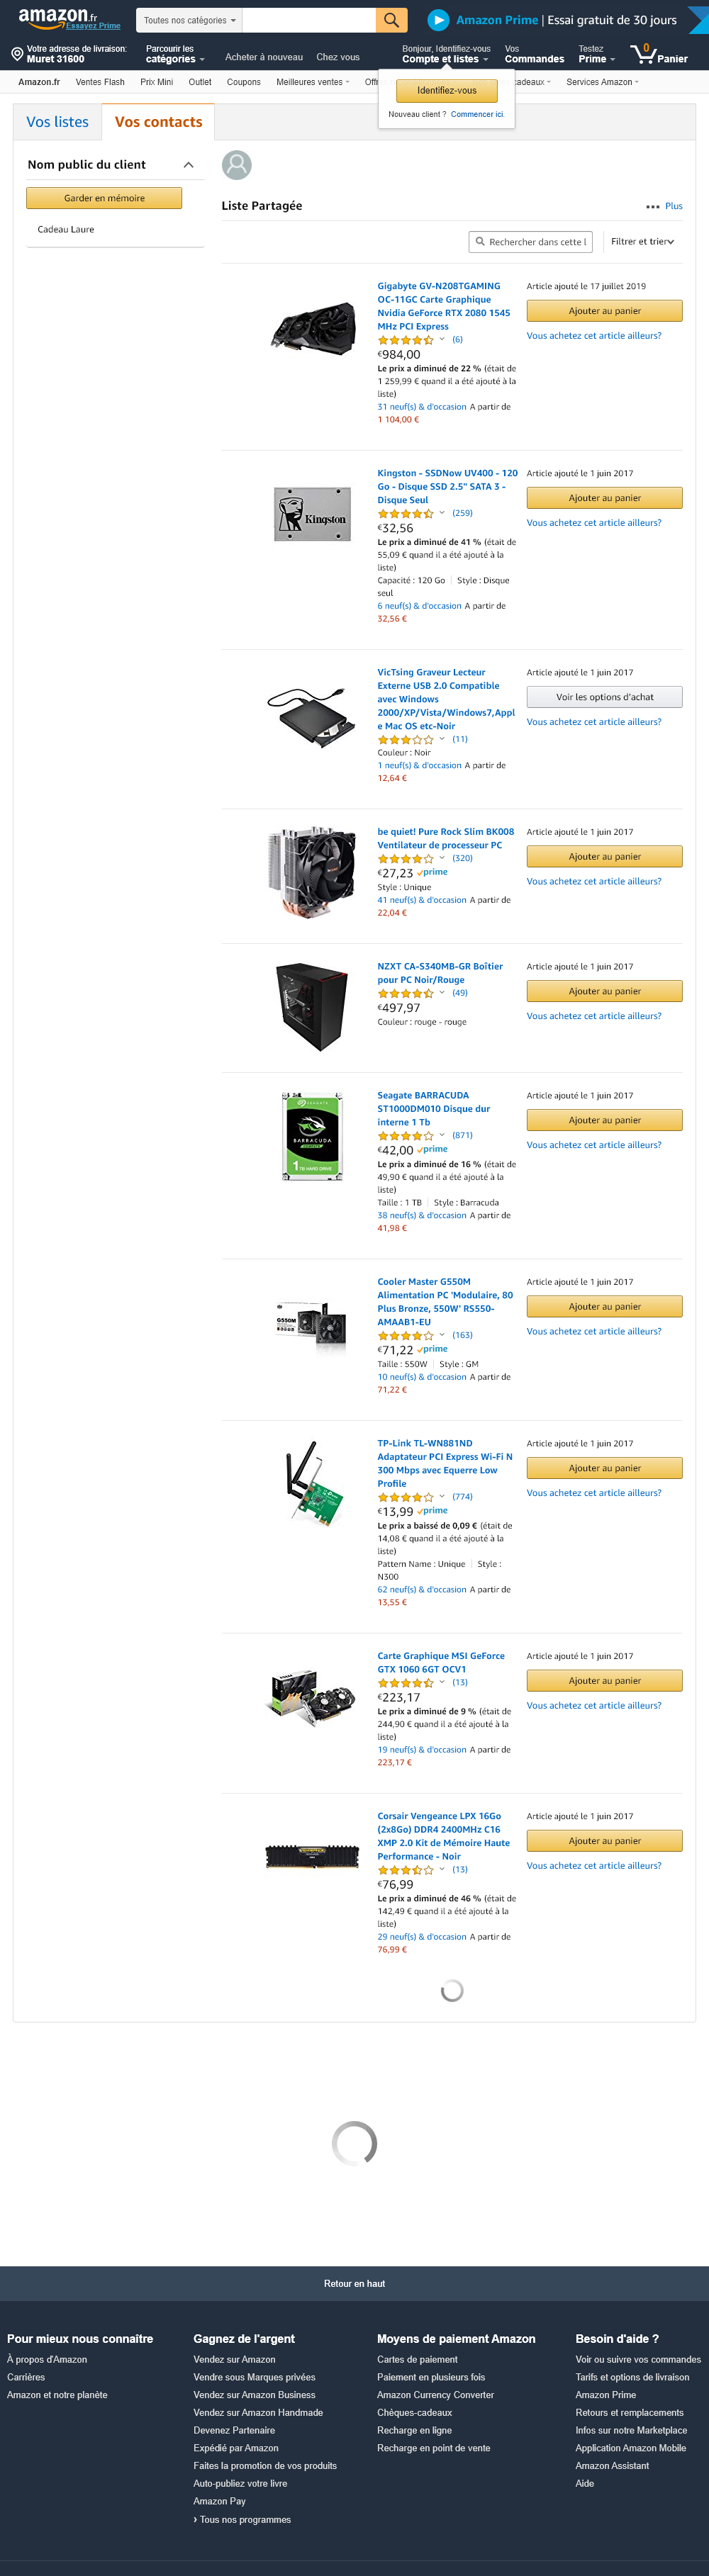 amazon.fr
Essayez Prime
Toutes nos catégories
Amazon Prime | Essai gratuit de 30 jours
Votre adresse de livraison:
Muret 31600
Parcourir les
catégories
Acheter à nouveau
Chez vous
Bonjour, Identifiez-vous
Compte et listes
Vos
Commandes
Testez
Prime
0
Panier
Amazon.fr
Ventes Flash
Prix Mini
Outlet
Coupons
Meilleures ventes
Offr
cadeaux
Services Amazon
Identifiez-vous
Nouveau client ? Commencer ici.
Vos listes
Vos contacts
Nom public du client
Garder en mémoire
Cadeau Laure
Liste Partagée
Plus
Rechercher dans cette l
Filtrer et trier
Gigabyte GV-N208TGAMING
OC-11GC Carte Graphique
Nvidia GeForce RTX 2080 1545
MHz PCI Express
(6)
€984,00
Le prix a diminué de 22 % (était de
1 259,99 € quand il a été ajouté à la
liste)
31 neuf(s) & d'occasion A partir de
1 104,00 €
Article ajouté le 17 juillet 2019
Ajouter au panier
Vous achetez cet article ailleurs?
Kingston
Kingston - SSDNow UV400 - 120
Go - Disque SSD 2.5" SATA 3 -
Disque Seul
(259)
€32,56
Le prix a diminué de 41 % (était de
55,09 € quand il a été ajouté à la
liste)
Capacité : 120 Go | Style : Disque
seul
6 neuf(s) & d'occasion A partir de
32,56 €
Article ajouté le 1 juin 2017
Ajouter au panier
Vous achetez cet article ailleurs?
VicTsing Graveur Lecteur
Externe USB 2.0 Compatible
avec Windows
2000/XP/Vista/Windows7,Appl
e Mac OS etc-Noir
(11)
Couleur : Noir
1 neuf(s) & d'occasion A partir de
12,64 €
Article ajouté le 1 juin 2017
Voir les options d'achat
Vous achetez cet article ailleurs?
be quiet! Pure Rock Slim BK008
Ventilateur de processeur PC
(320)
€27,23 prime
Style : Unique
41 neuf(s) & d'occasion A partir de
22,04 €
Article ajouté le 1 juin 2017
Ajouter au panier
Vous achetez cet article ailleurs?
NZXT CA-S340MB-GR Boîtier
pour PC Noir/Rouge
(49)
€497,97
Couleur : rouge - rouge
Article ajouté le 1 juin 2017
Ajouter au panier
Vous achetez cet article ailleurs?
SEAGATE
BARRACUDA
1TB HARD DRIVE
Seagate BARRACUDA
ST1000DM010 Disque dur
interne 1 Tb
(871)
€42,00 prime
Le prix a diminué de 16 % (était de
49,90 € quand il a été ajouté à la
liste)
Taille : 1 TB | Style : Barracuda
38 neuf(s) & d'occasion A partir de
41,98 €
Article ajouté le 1 juin 2017
Ajouter au panier
Vous achetez cet article ailleurs?
G550M
Cooler Master G550M
Alimentation PC 'Modulaire, 80
Plus Bronze, 550W' RS550-
AMAAB1-EU
(163)
€71,22 prime
Taille : 550W | Style : GM
10 neuf(s) & d'occasion A partir de
71,22 €
Article ajouté le 1 juin 2017
Ajouter au panier
Vous achetez cet article ailleurs?
TP-Link TL-WN881ND
Adaptateur PCI Express Wi-Fi N
300 Mbps avec Equerre Low
Profile
(774)
€13,99 prime
Le prix a baissé de 0,09 € (était de
14,08 € quand il a été ajouté à la
liste)
Pattern Name : Unique | Style :
N300
62 neuf(s) & d'occasion A partir de
13,55 €
Article ajouté le 1 juin 2017
Ajouter au panier
Vous achetez cet article ailleurs?
Carte Graphique MSI GeForce
GTX 1060 6GT OCV1
(13)
€223,17
Le prix a diminué de 9 % (était de
244,90 € quand il a été ajouté à la
liste)
19 neuf(s) & d'occasion A partir de
223,17 €
Article ajouté le 1 juin 2017
Ajouter au panier
Vous achetez cet article ailleurs?
Corsair Vengeance LPX 16Go
(2x8Go) DDR4 2400MHz C16
XMP 2.0 Kit de Mémoire Haute
Performance - Noir
(13)
€76,99
Le prix a diminué de 46 % (était de
142,49 € quand il a été ajouté à la
liste)
29 neuf(s) & d'occasion A partir de
76,99 €
Article ajouté le 1 juin 2017
Ajouter au panier
Vous achetez cet article ailleurs?
Retour en haut
Pour mieux nous connaître
À propos d'Amazon
Carrières
Amazon et notre planète
Gagnez de l'argent
Vendez sur Amazon
Vendre sous Marques privées
Vendez sur Amazon Business
Vendez sur Amazon Handmade
Devenez Partenaire
Expédié par Amazon
Faites la promotion de vos produits
Auto-publiez votre livre
Amazon Pay
› Tous nos programmes
Moyens de paiement Amazon
Cartes de paiement
Paiement en plusieurs fois
Amazon Currency Converter
Chèques-cadeaux
Recharge en ligne
Recharge en point de vente
Besoin d'aide ?
Voir ou suivre vos commandes
Tarifs et options de livraison
Amazon Prime
Retours et remplacements
Infos sur notre Marketplace
Application Amazon Mobile
Amazon Assistant
Aide